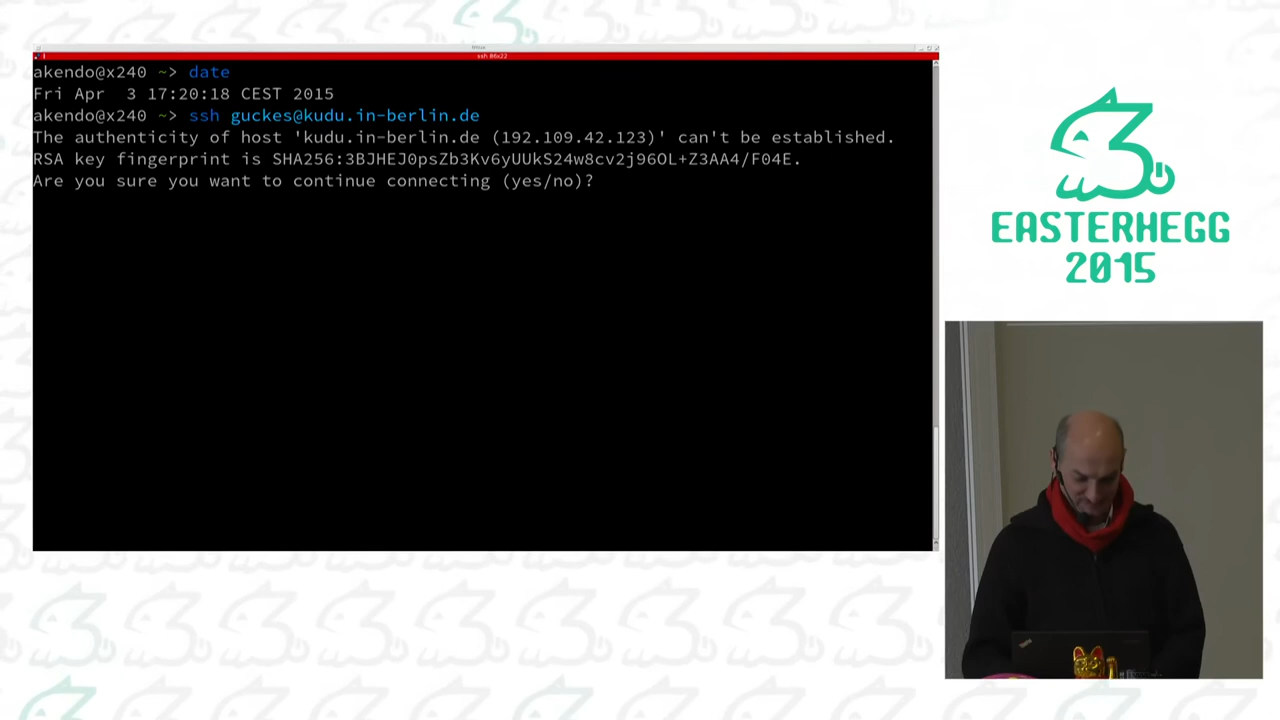 ssh 86x22
akendo@x240 ~> date
Fri Apr  3 17:20:18 CEST 2015
akendo@x240 ~> ssh guckes@kudu.in-berlin.de
The authenticity of host 'kudu.in-berlin.de (192.109.42.123)' can't be established.
RSA key fingerprint is SHA256:3BJHEJ0psZb3Kv6yUUkS24w8cv2j96OL+Z3AA4/F04E.
Are you sure you want to continue connecting (yes/no)?
EASTERHEGG
2015